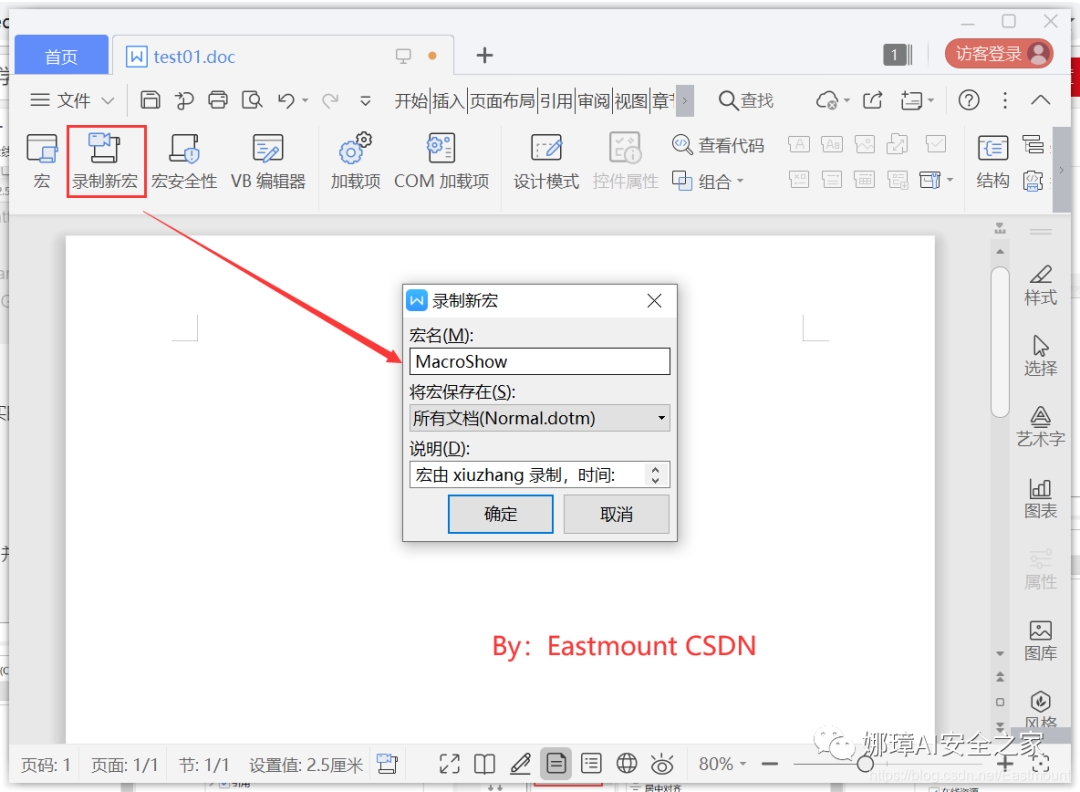 首页
test01.doc
1
访客登录
文件
开始 插入 页面布局 引用 审阅 视图 章节
查找
宏
录制新宏
宏安全性
VB 编辑器
加载项
COM 加载项
设计模式
控件属性
查看代码
组合
结构
录制新宏
宏名(M):
MacroShow
将宏保存在(S):
所有文档(Normal.dotm)
说明(D):
宏由 xiuzhang 录制，时间:
确定
取消
By：Eastmount CSDN
样式
选择
艺术字
图表
属性
图库
风格
页码: 1
页面: 1/1
节: 1/1
设置值: 2.5厘米
80%
娜璋AI安全之家
https://blog.csdn.net/Eastmount